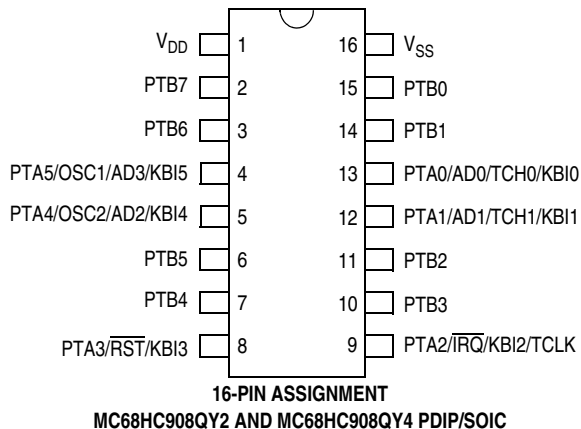 VDD 1 16 VSS
PTB7 2 15 PTB0
PTB6 3 14 PTB1
PTA5/OSC1/AD3/KBI5 4 13 PTA0/AD0/TCH0/KBI0
PTA4/OSC2/AD2/KBI4 5 12 PTA1/AD1/TCH1/KBI1
PTB5 6 11 PTB2
PTB4 7 10 PTB3
PTA3/RST/KBI3 8 9 PTA2/IRQ/KBI2/TCLK
16-PIN ASSIGNMENT
MC68HC908QY2 AND MC68HC908QY4 PDIP/SOIC